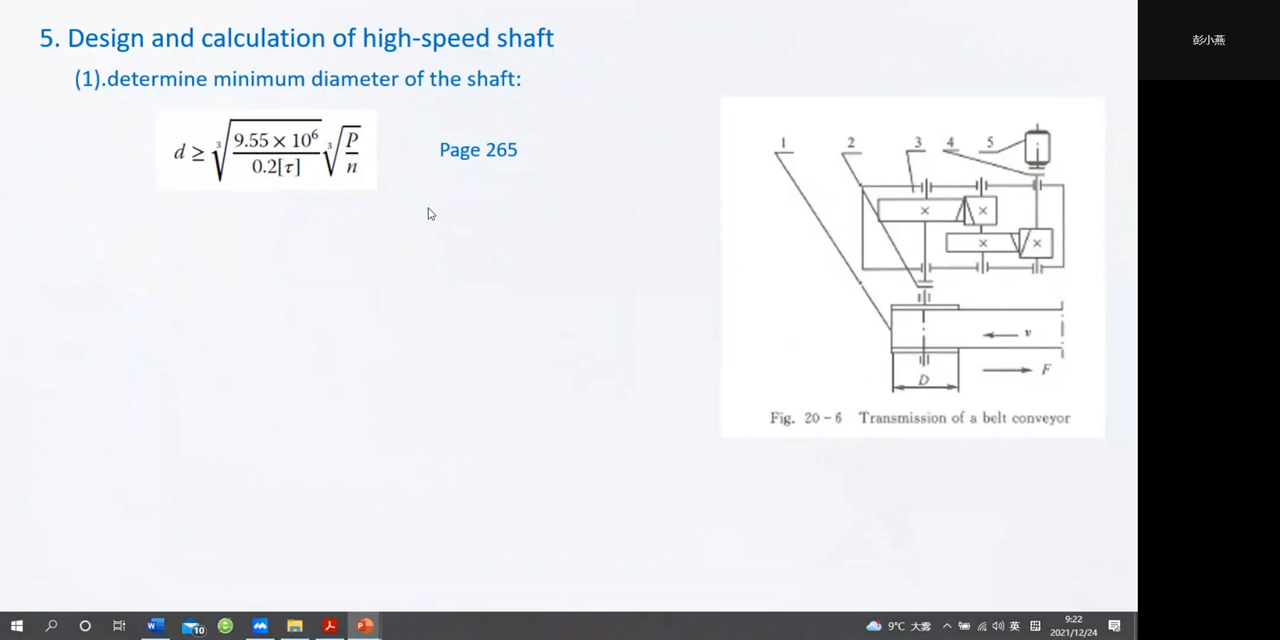 5. Design and calculation of high-speed shaft
(1).determine minimum diameter of the shaft:
d ≥ ∛(9.55 × 10⁶ / 0.2[τ]) ∛(P / n)
Page 265
1 2 3 4 5
v
F
D
Fig. 20-6 Transmission of a belt conveyor
彭小燕
10
9°C 大雾
英
9:22
2021/12/24